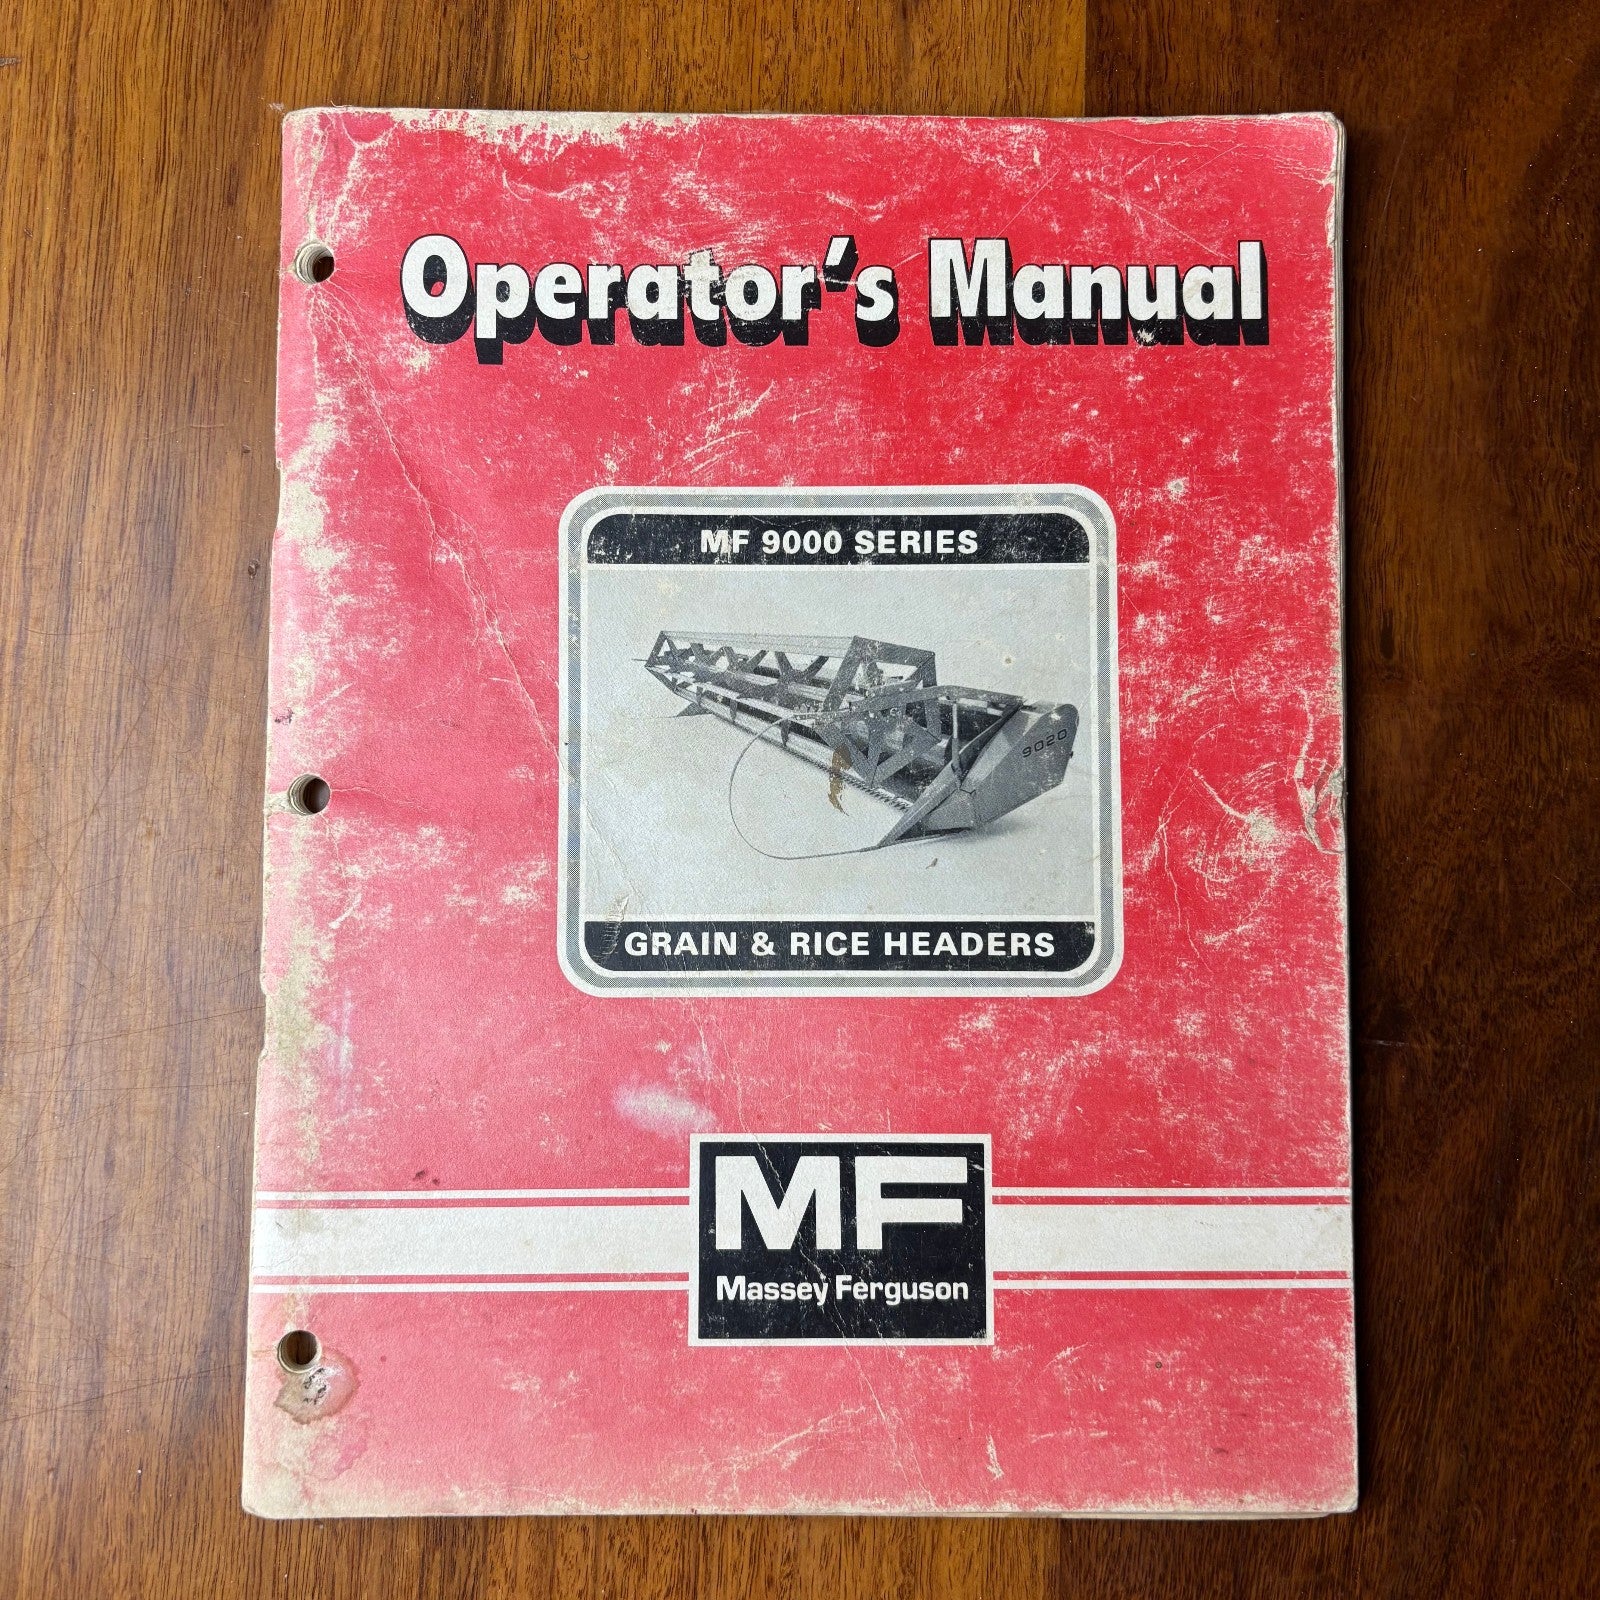 Operator's Manual
MF 9000 SERIES
9020
GRAIN & RICE HEADERS
MF
Massey Ferguson